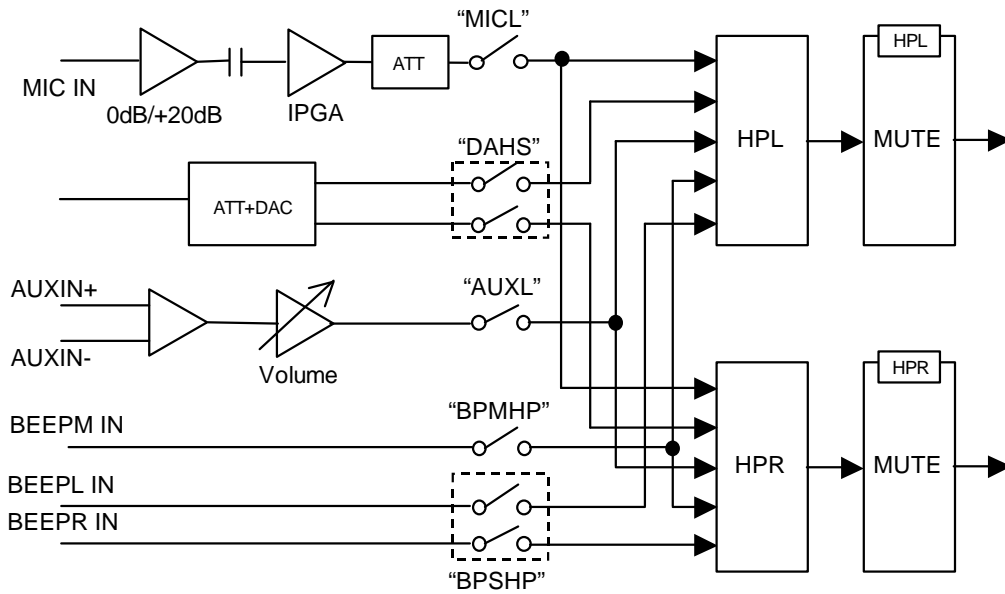 “MICL”
HPL
MIC IN
0dB/+20dB
IPGA
ATT
HPL
MUTE
“DAHS”
ATT+DAC
AUXIN+
AUXIN-
Volume
“AUXL”
HPR
BEEPM IN
“BPMHP”
HPR
MUTE
BEEPL IN
BEEPR IN
“BPSHP”